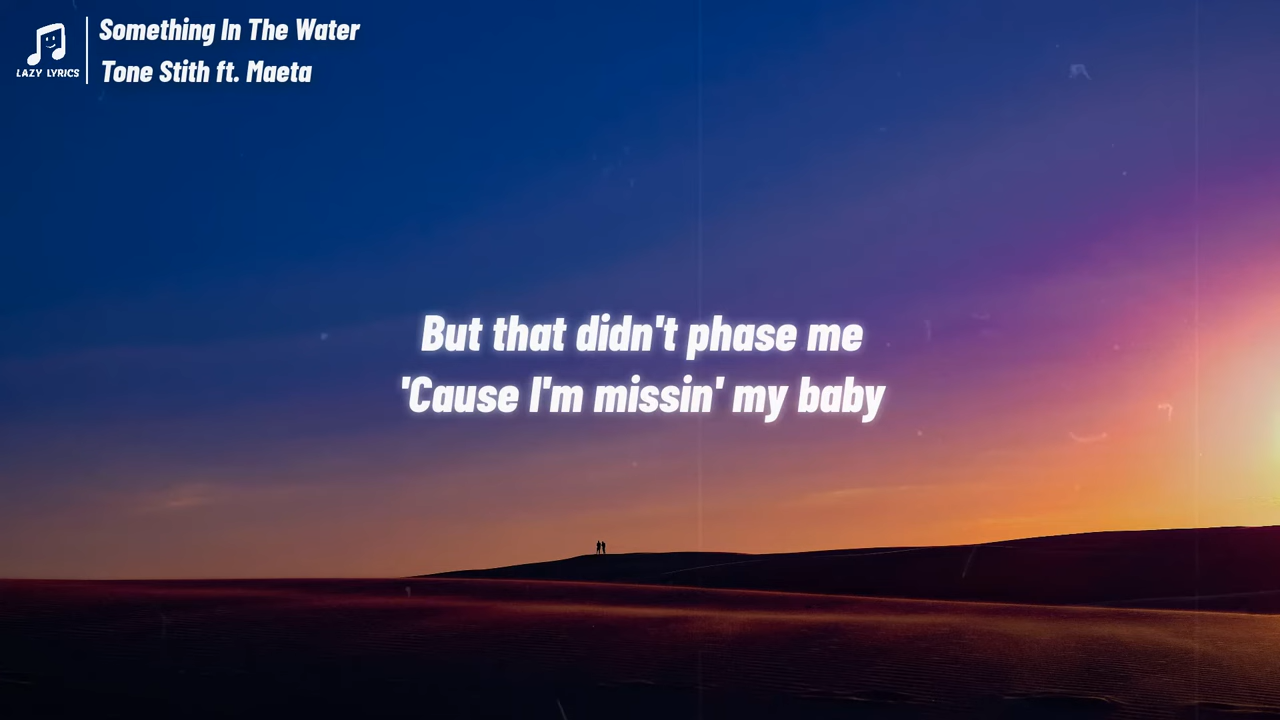 Something In The Water
LAZY LYRICS
Tone Stith ft. Maeta
But that didn't phase me
'Cause I'm missin' my baby